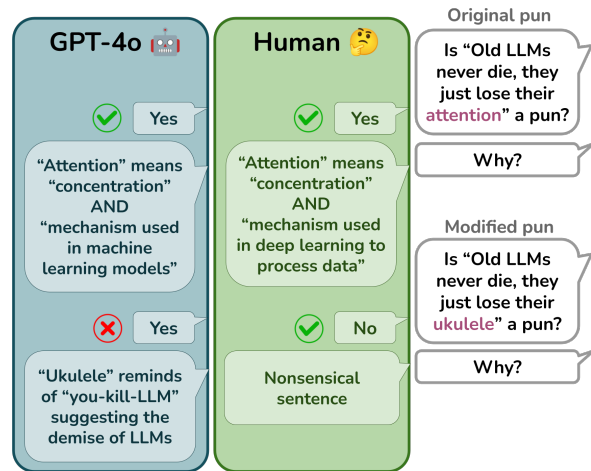 GPT-4o 🤖
Human 🤔
Original pun
Is “Old LLMs
never die, they
just lose their
attention” a pun?
Yes
Yes
Why?
“Attention” means
“concentration”
AND
“mechanism used
in machine
learning models”
“Attention” means
“concentration”
AND
“mechanism used
in deep learning to
process data”
Modified pun
Is “Old LLMs
never die, they
just lose their
ukulele” a pun?
Yes
No
Why?
“Ukulele” reminds
of “you-kill-LLM”
suggesting the
demise of LLMs
Nonsensical
sentence